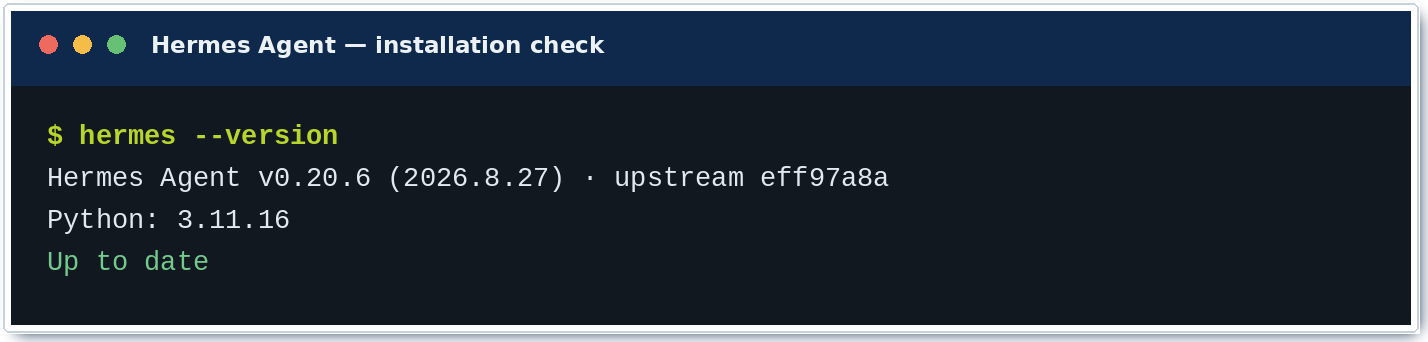 Hermes Agent — installation check
$ hermes --version
Hermes Agent v0.20.6 (2026.8.27) · upstream eff97a8a
Python: 3.11.16
Up to date